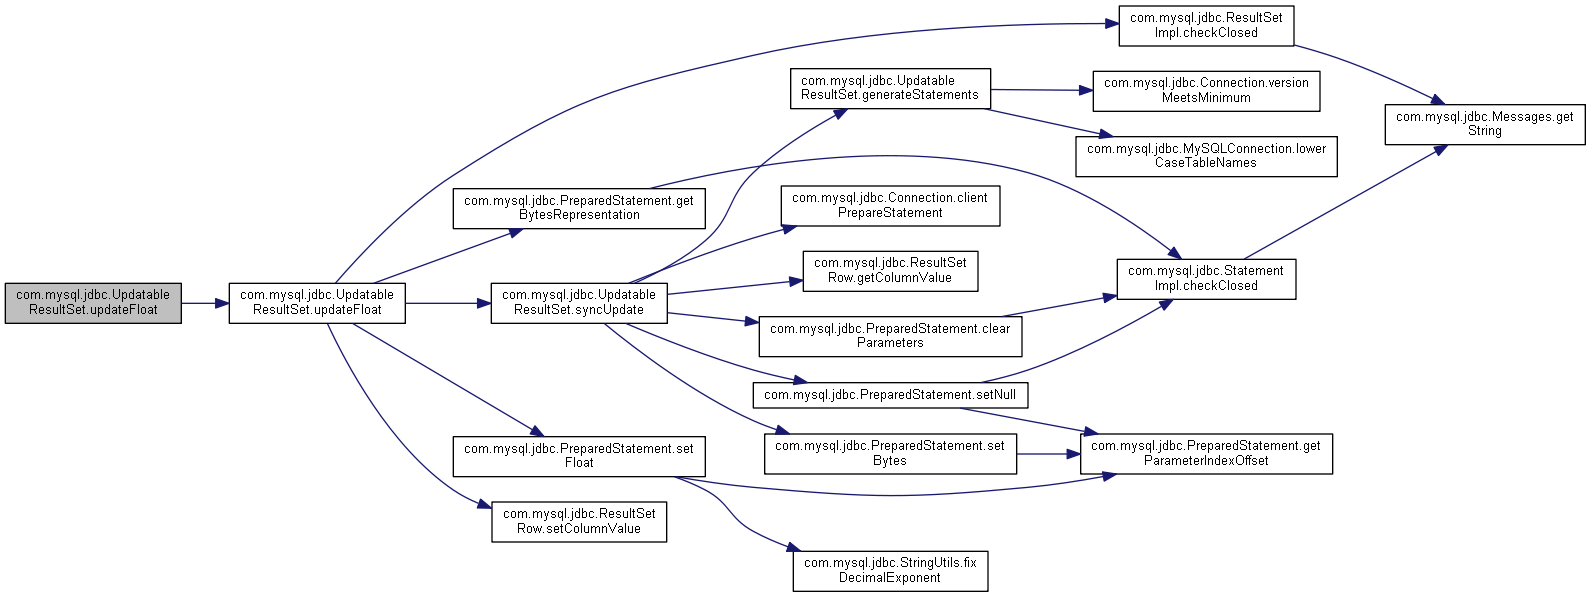 com.mysql.jdbc.Updatable
ResultSet.updateFloat
com.mysql.jdbc.Updatable
ResultSet.updateFloat
com.mysql.jdbc.PreparedStatement.get
BytesRepresentation
com.mysql.jdbc.Updatable
ResultSet.syncUpdate
com.mysql.jdbc.PreparedStatement.set
Float
com.mysql.jdbc.ResultSet
Row.setColumnValue
com.mysql.jdbc.Updatable
ResultSet.generateStatements
com.mysql.jdbc.Connection.client
PrepareStatement
com.mysql.jdbc.ResultSet
Row.getColumnValue
com.mysql.jdbc.PreparedStatement.clear
Parameters
com.mysql.jdbc.PreparedStatement.setNull
com.mysql.jdbc.PreparedStatement.set
Bytes
com.mysql.jdbc.StringUtils.fix
DecimalExponent
com.mysql.jdbc.ResultSet
Impl.checkClosed
com.mysql.jdbc.Connection.version
MeetsMinimum
com.mysql.jdbc.MySQLConnection.lower
CaseTableNames
com.mysql.jdbc.Statement
Impl.checkClosed
com.mysql.jdbc.PreparedStatement.get
ParameterIndexOffset
com.mysql.jdbc.Messages.get
String